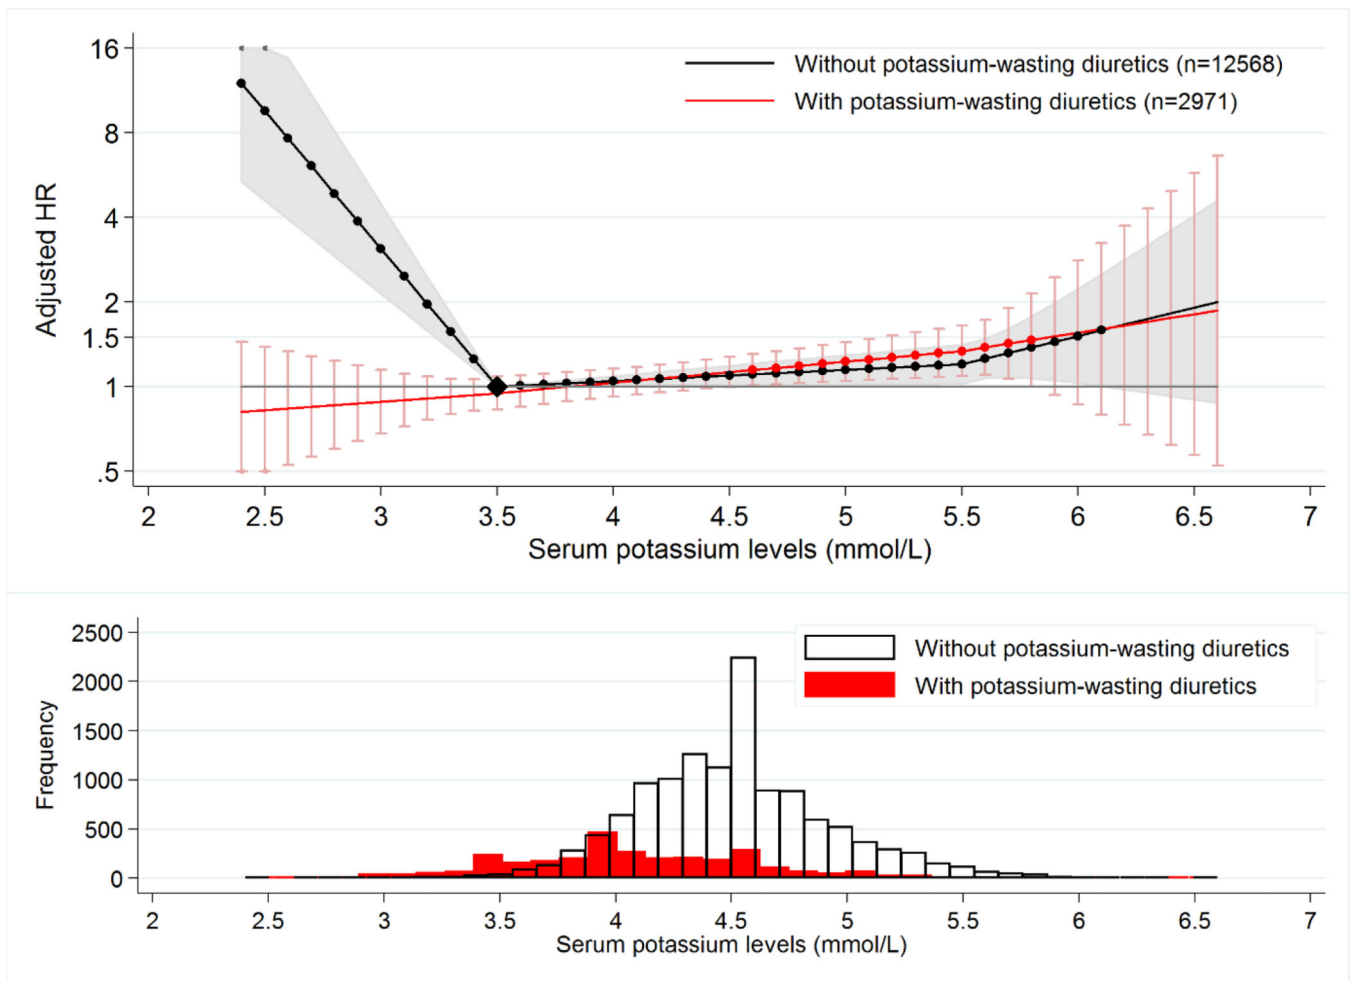 Adjusted HR
16
8
4
2
1.5
1
.5
Without potassium-wasting diuretics (n=12568)
With potassium-wasting diuretics (n=2971)
2 2.5 3 3.5 4 4.5 5 5.5 6 6.5 7
Serum potassium levels (mmol/L)
Frequency
2500
2000
1500
1000
500
0
Without potassium-wasting diuretics
With potassium-wasting diuretics
2 2.5 3 3.5 4 4.5 5 5.5 6 6.5 7
Serum potassium levels (mmol/L)